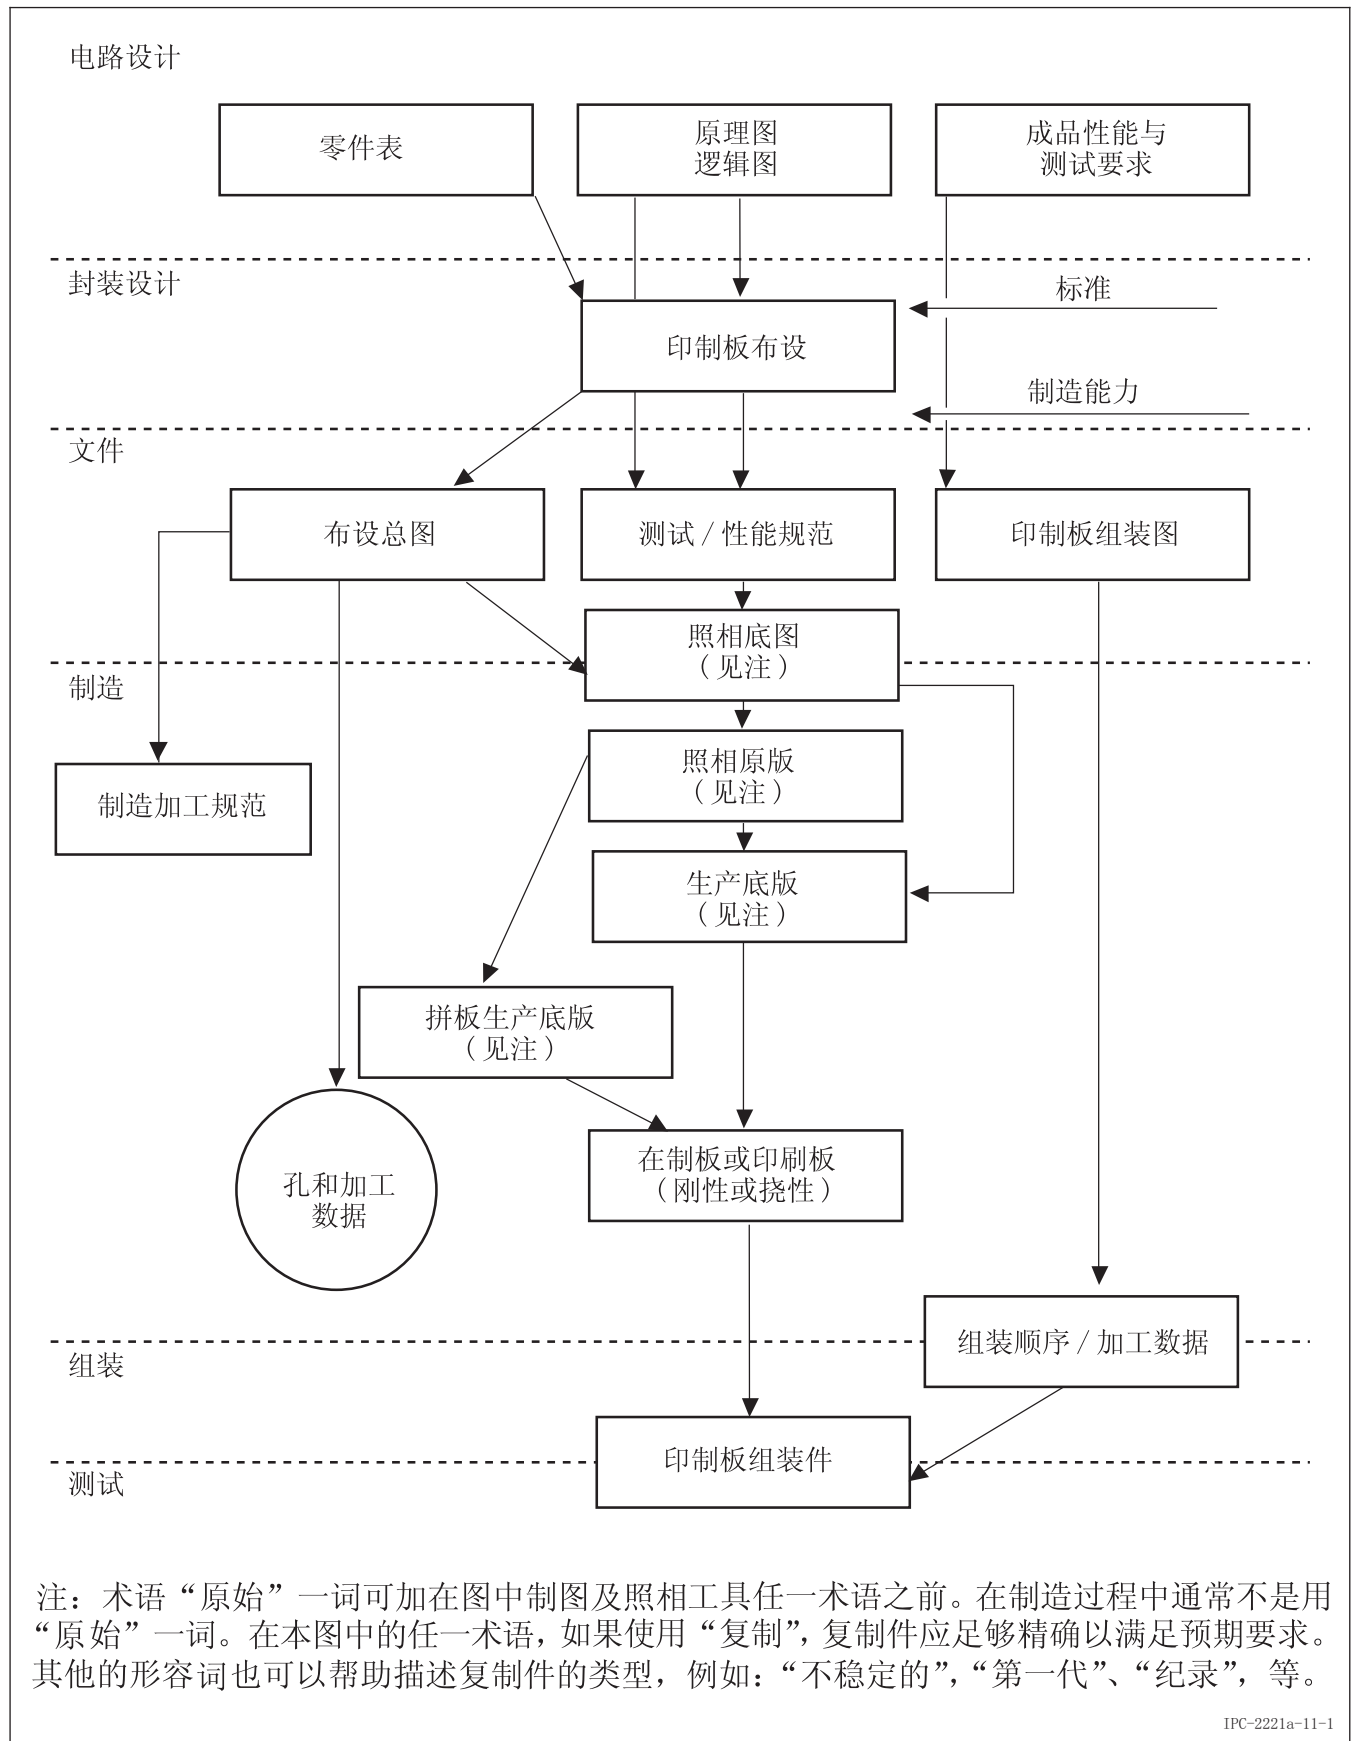 电路设计
零件表
原理图
逻辑图
成品性能与
测试要求
封装设计
标准
印制板布设
制造能力
文件
布设总图
测试/性能规范
印制板组装图
照相底图
(见注)
制造
照相原版
(见注)
制造加工规范
生产底版
(见注)
拼板生产底版
(见注)
在制板或印刷板
(刚性或挠性)
孔和加工
数据
组装顺序/加工数据
组装
印制板组装件
测试
注：术语“原始”一词可加在图中制图及照相工具任一术语之前。在制造过程中通常不是用
“原始”一词。在本图中的任一术语，如果使用“复制”，复制件应足够精确以满足预期要求。
其他的形容词也可以帮助描述复制件的类型，例如：“不稳定的”，“第一代”、“纪录”，等。
IPC-2221a-11-1